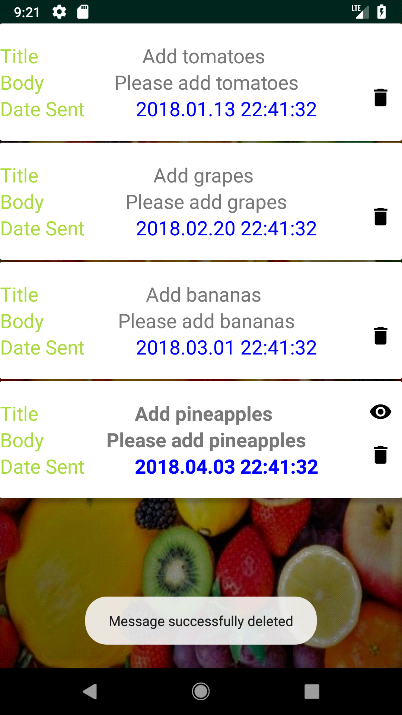 9:21 LTE
Title Add tomatoes
Body Please add tomatoes
Date Sent 2018.01.13 22:41:32
Title Add grapes
Body Please add grapes
Date Sent 2018.02.20 22:41:32
Title Add bananas
Body Please add bananas
Date Sent 2018.03.01 22:41:32
Title Add pineapples
Body Please add pineapples
Date Sent 2018.04.03 22:41:32
Message successfully deleted